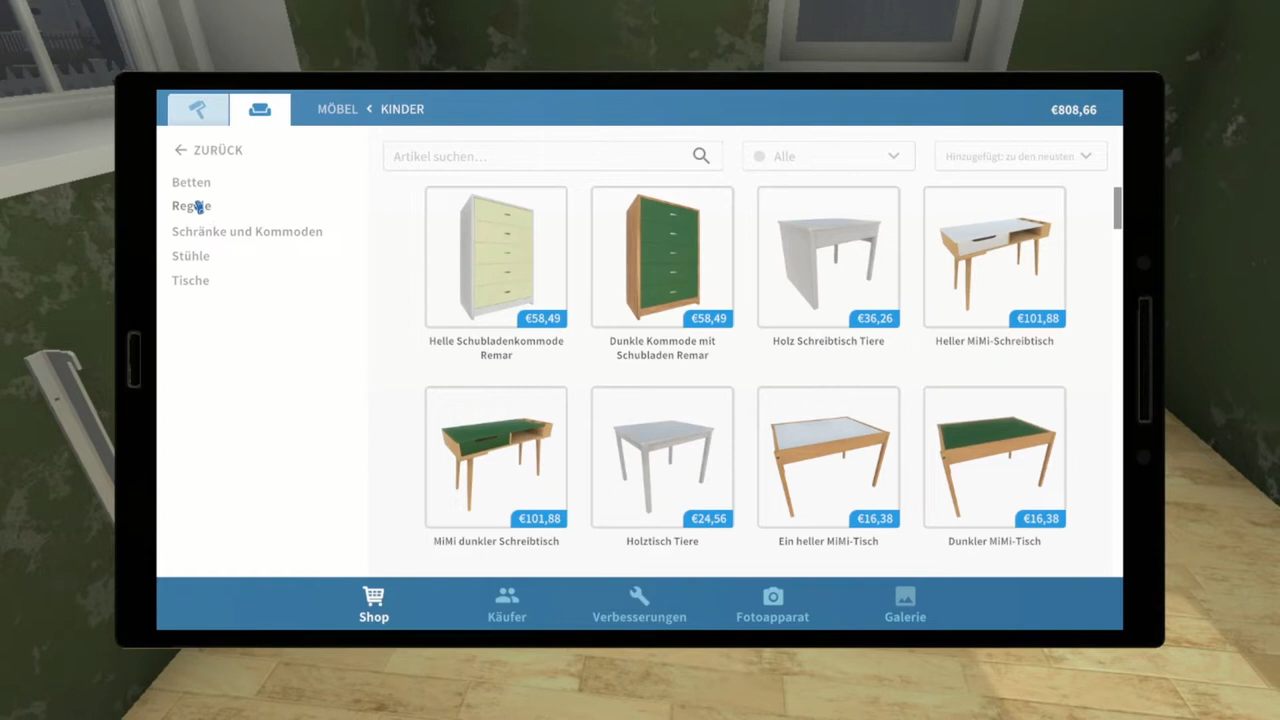 MÖBEL < KINDER
€808,66
ZURÜCK
Artikel suchen...
Alle
Hinzugefügt: zu den neusten
Betten
Regale
Schränke und Kommoden
Stühle
Tische
€58,49
€58,49
€36,26
€101,88
Helle Schubladenkommode
Remar
Dunkle Kommode mit
Schubladen Remar
Holz Schreibtisch Tiere
Heller MiMi-Schreibtisch
€101,88
€24,56
€16,38
€16,38
MiMi dunkler Schreibtisch
Holztisch Tiere
Ein heller MiMi-Tisch
Dunkler MiMi-Tisch
Shop
Käufer
Verbesserungen
Fotoapparat
Galerie